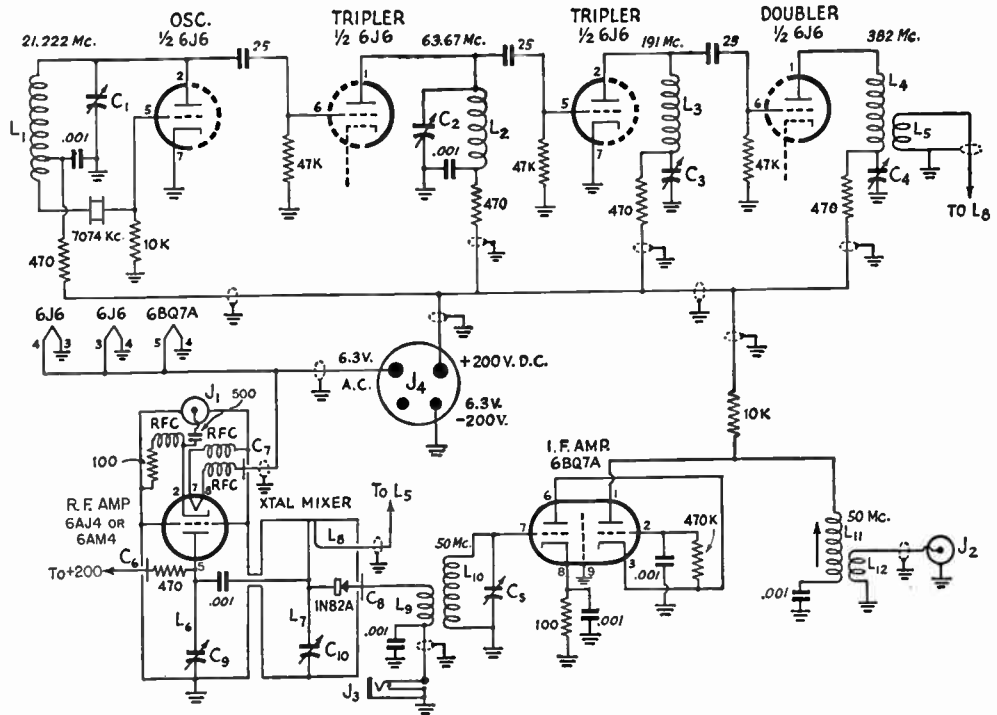 OSC.
½ 6J6
TRIPLER
½ 6J6
TRIPLER
½ 6J6
DOUBLER
½ 6J6
21.222 Mc.
25
63.67 Mc.
25
191 Mc.
25
382 Mc.
L1
C1
.001
2
5
7
1
6
47K
C2
.001
L2
470
47K
2
5
7
L3
C3
470
1
6
47K
L4
C4
L5
470
TO L8
7074 Kc.
10K
470
6J6
6J6
6BQ7A
4
3
3
4
5
4
6.3V.
A.C.
J4
+200 V. D.C.
6.3V.
-200V.
10K
J1
500
RFC
RFC
C7
RFC
100
2
7
8
R.F. AMP
6AJ4 OR
6AM4
C6
To +200
470
5
.001
L6
C9
XTAL MIXER
L8
To L5
L7
1N82A
C8
C10
L9
.001
J3
50 Mc.
L10
C5
I.F. AMP.
6BQ7A
6
1
7
2
8
9
3
100
.001
.001
470K
50 Mc.
L11
L12
.001
J2